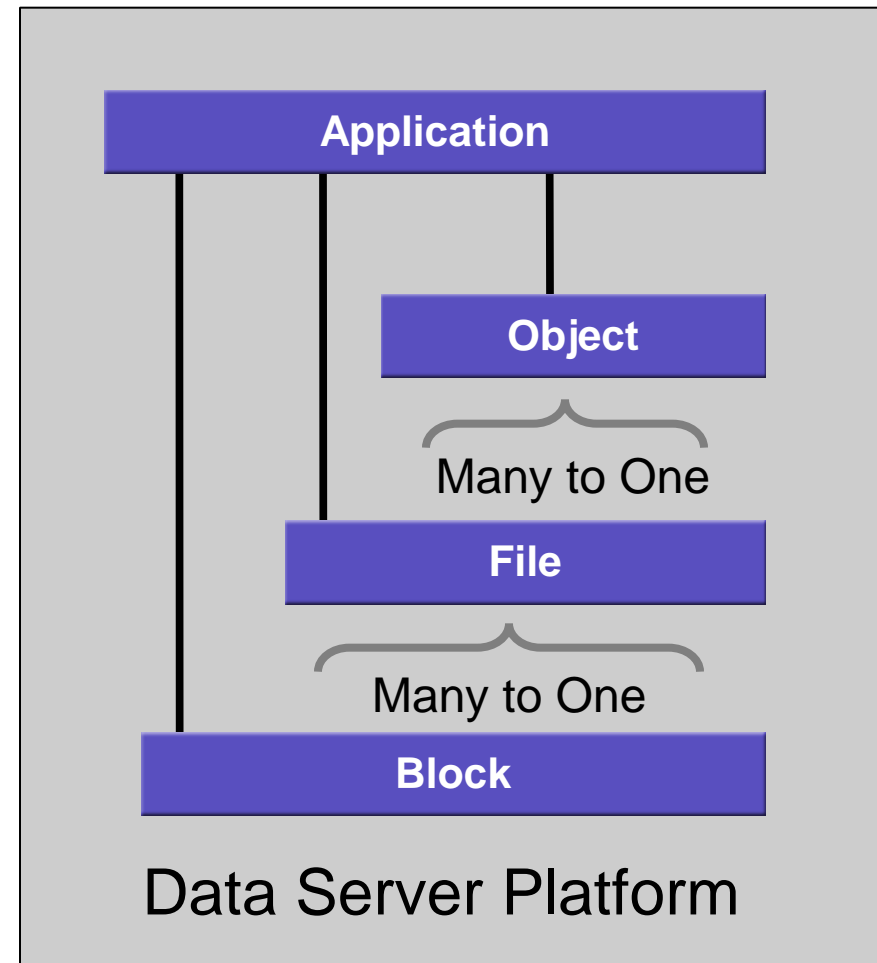 Application
Object
Many to One
File
Many to One
Block
Data Server Platform